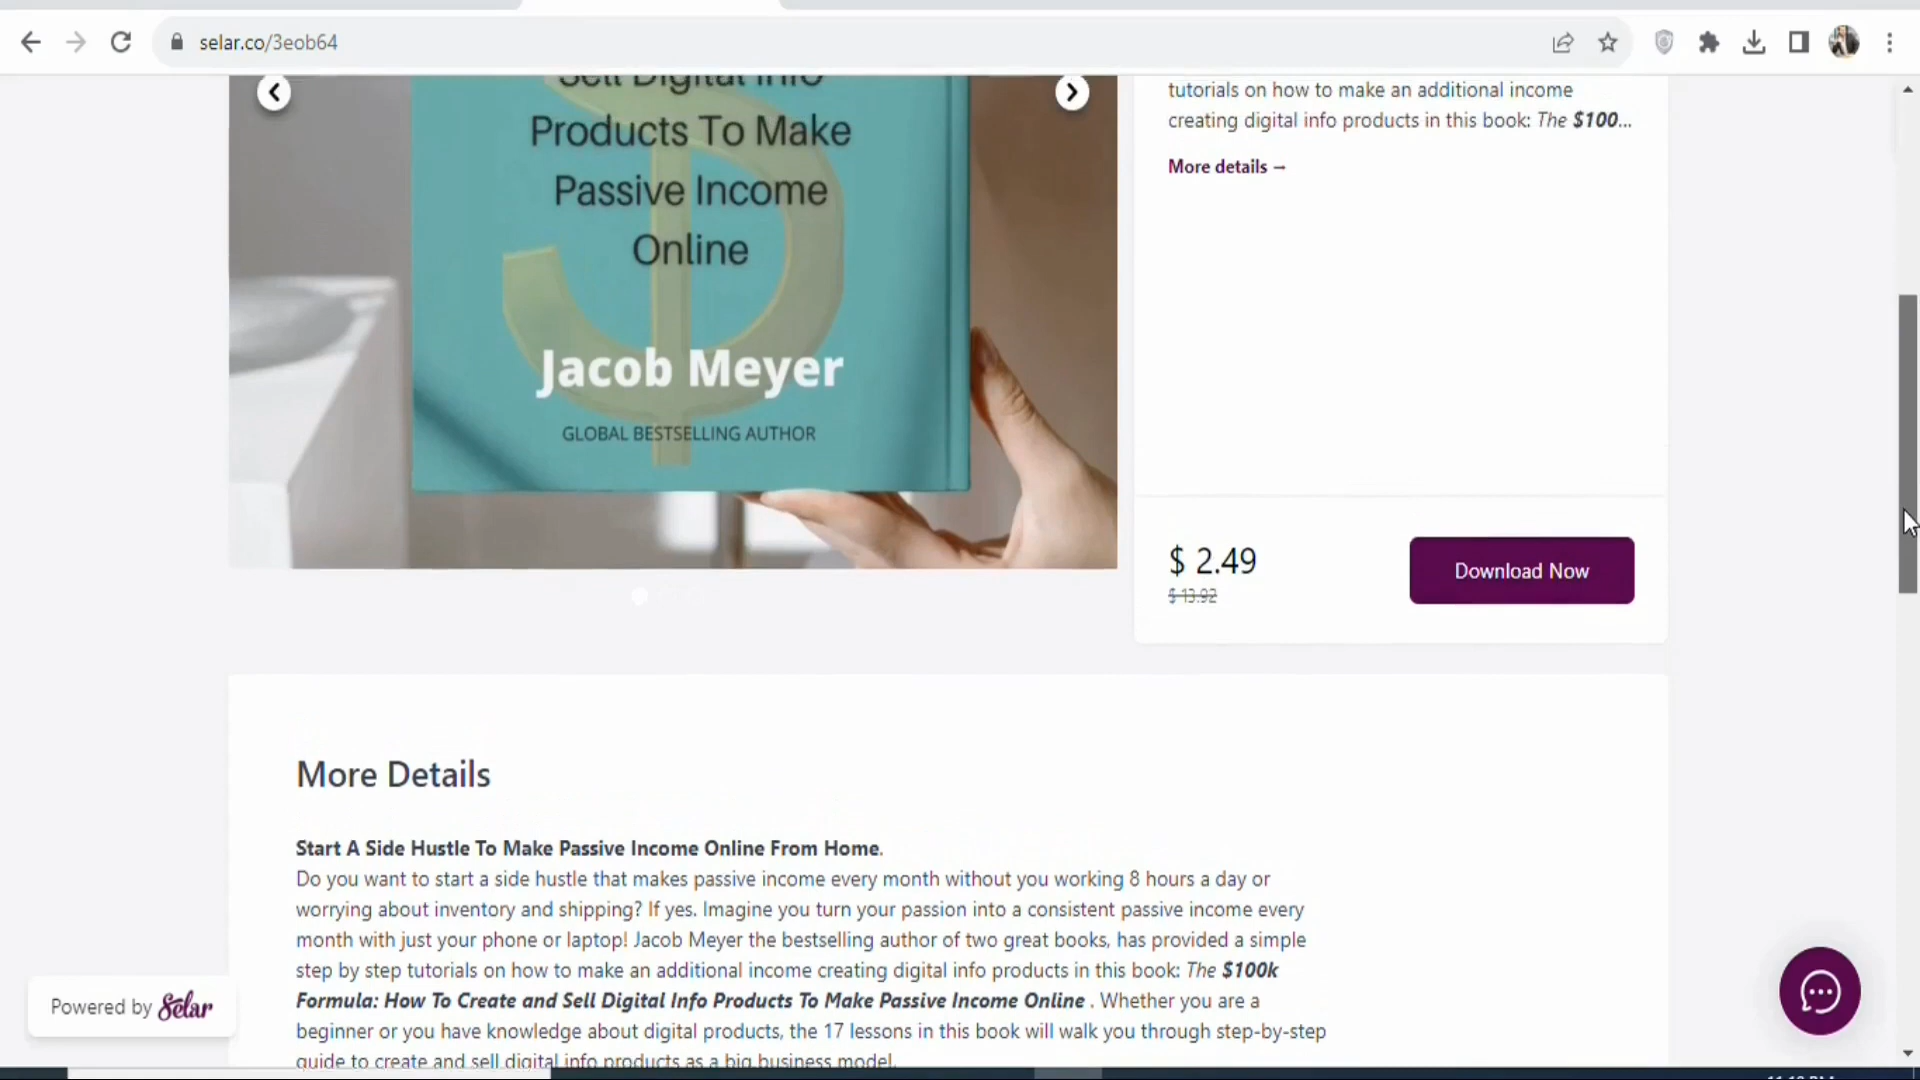 selar.co/3eob64
Sell Digital Info
Products To Make
Passive Income
Online
Jacob Meyer
GLOBAL BESTSELLING AUTHOR
tutorials on how to make an additional income
creating digital info products in this book: The $100...
More details →
$ 2.49
$ 13.92
Download Now
More Details
Start A Side Hustle To Make Passive Income Online From Home.
Do you want to start a side hustle that makes passive income every month without you working 8 hours a day or
worrying about inventory and shipping? If yes. Imagine you turn your passion into a consistent passive income every
month with just your phone or laptop! Jacob Meyer the bestselling author of two great books, has provided a simple
step by step tutorials on how to make an additional income creating digital info products in this book: The $100k
Formula: How To Create and Sell Digital Info Products To Make Passive Income Online . Whether you are a
beginner or you have knowledge about digital products, the 17 lessons in this book will walk you through step-by-step
guide to create and sell digital info products as a big business model.
Powered by Selar